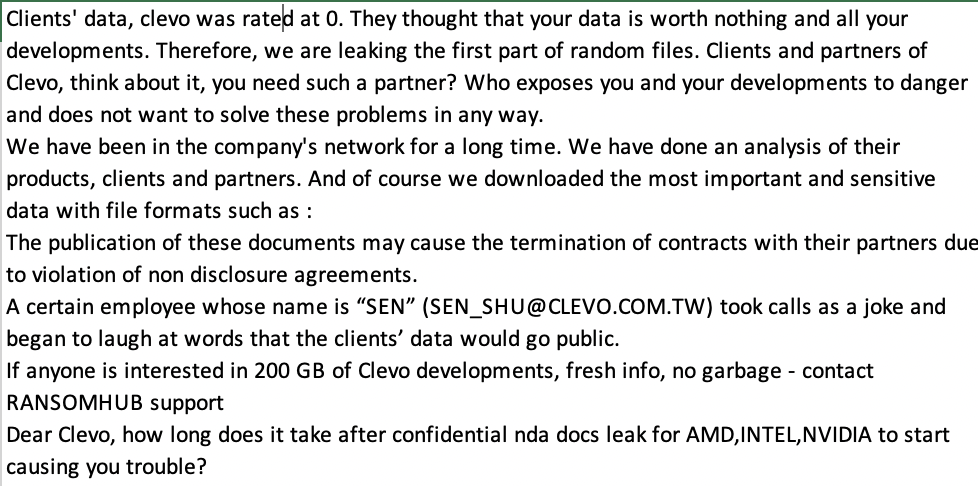 Clients' data, clevo was rated at 0. They thought that your data is worth nothing and all your
developments. Therefore, we are leaking the first part of random files. Clients and partners of
Clevo, think about it, you need such a partner? Who exposes you and your developments to danger
and does not want to solve these problems in any way.
We have been in the company's network for a long time. We have done an analysis of their
products, clients and partners. And of course we downloaded the most important and sensitive
data with file formats such as :
The publication of these documents may cause the termination of contracts with their partners due
to violation of non disclosure agreements.
A certain employee whose name is “SEN” (SEN_SHU@CLEVO.COM.TW) took calls as a joke and
began to laugh at words that the clients’ data would go public.
If anyone is interested in 200 GB of Clevo developments, fresh info, no garbage - contact
RANSOMHUB support
Dear Clevo, how long does it take after confidential nda docs leak for AMD,INTEL,NVIDIA to start
causing you trouble?